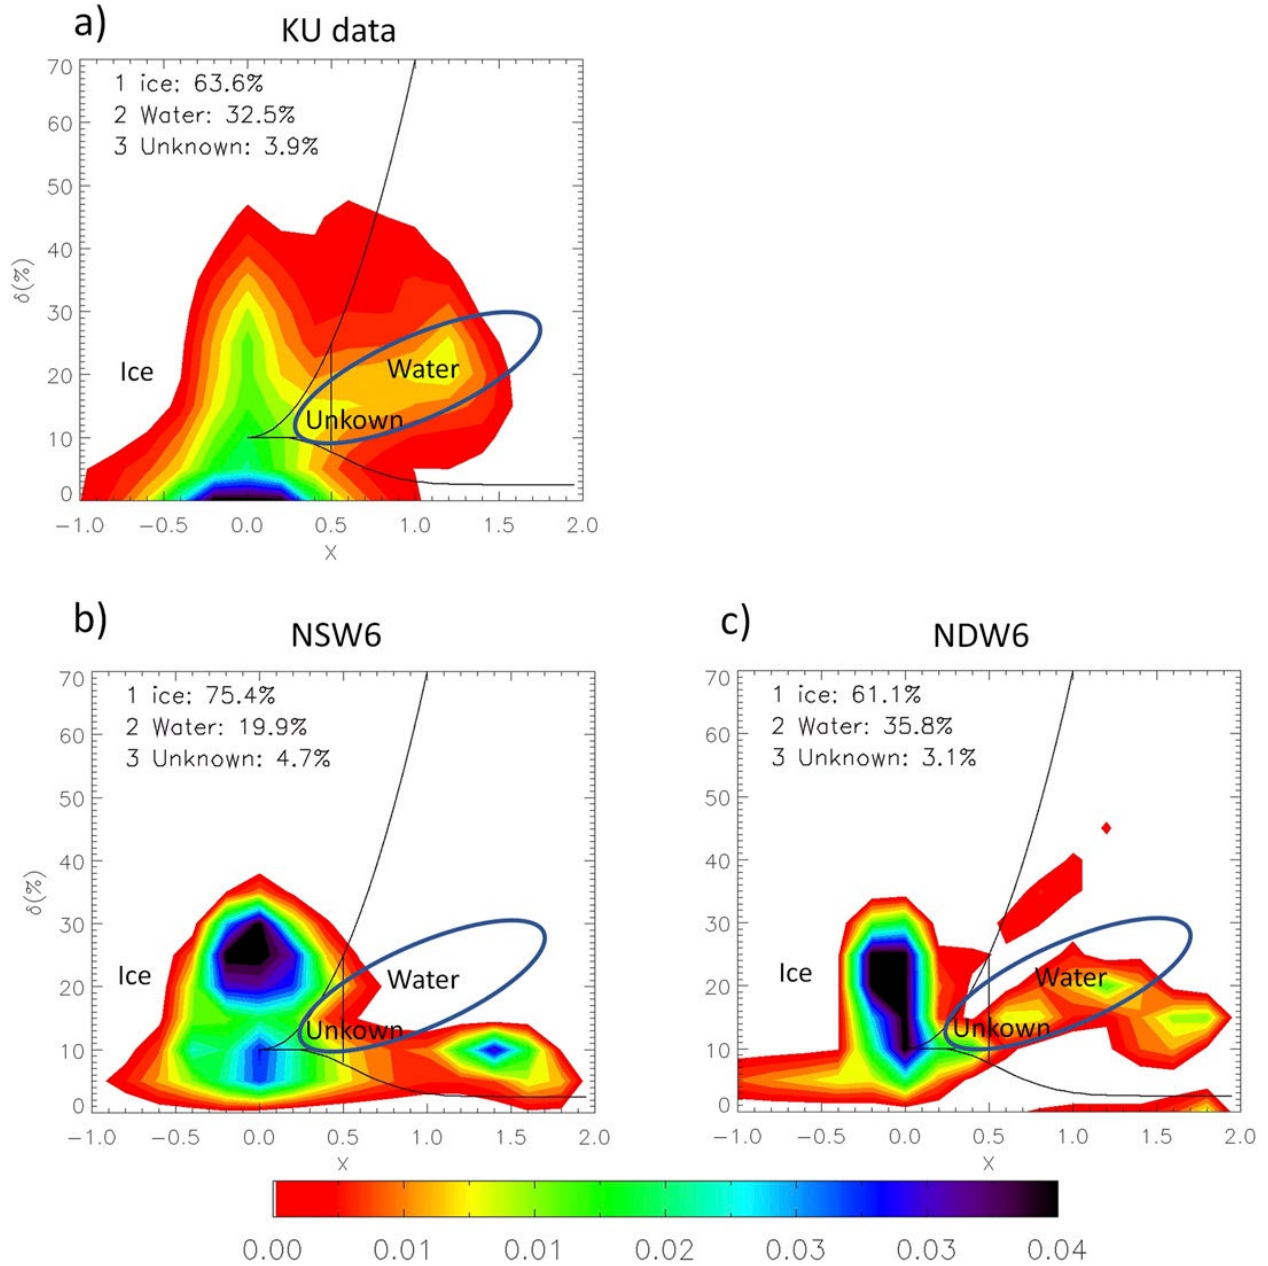 a)
KU data
1 ice: 63.6%
2 Water: 32.5%
3 Unknown: 3.9%
70
60
50
40
30
20
10
0
δ(%)
Ice
Water
Unkown
−1.0 −0.5 0.0 0.5 1.0 1.5 2.0
X
b)
NSW6
1 ice: 75.4%
2 Water: 19.9%
3 Unknown: 4.7%
70
60
50
40
30
20
10
0
δ(%)
Ice
Water
Unkown
−1.0 −0.5 0.0 0.5 1.0 1.5 2.0
X
c)
NDW6
1 ice: 61.1%
2 Water: 35.8%
3 Unknown: 3.1%
70
60
50
40
30
20
10
0
Ice
Water
Unkown
−1.0 −0.5 0.0 0.5 1.0 1.5 2.0
X
0.00 0.01 0.01 0.02 0.03 0.03 0.04